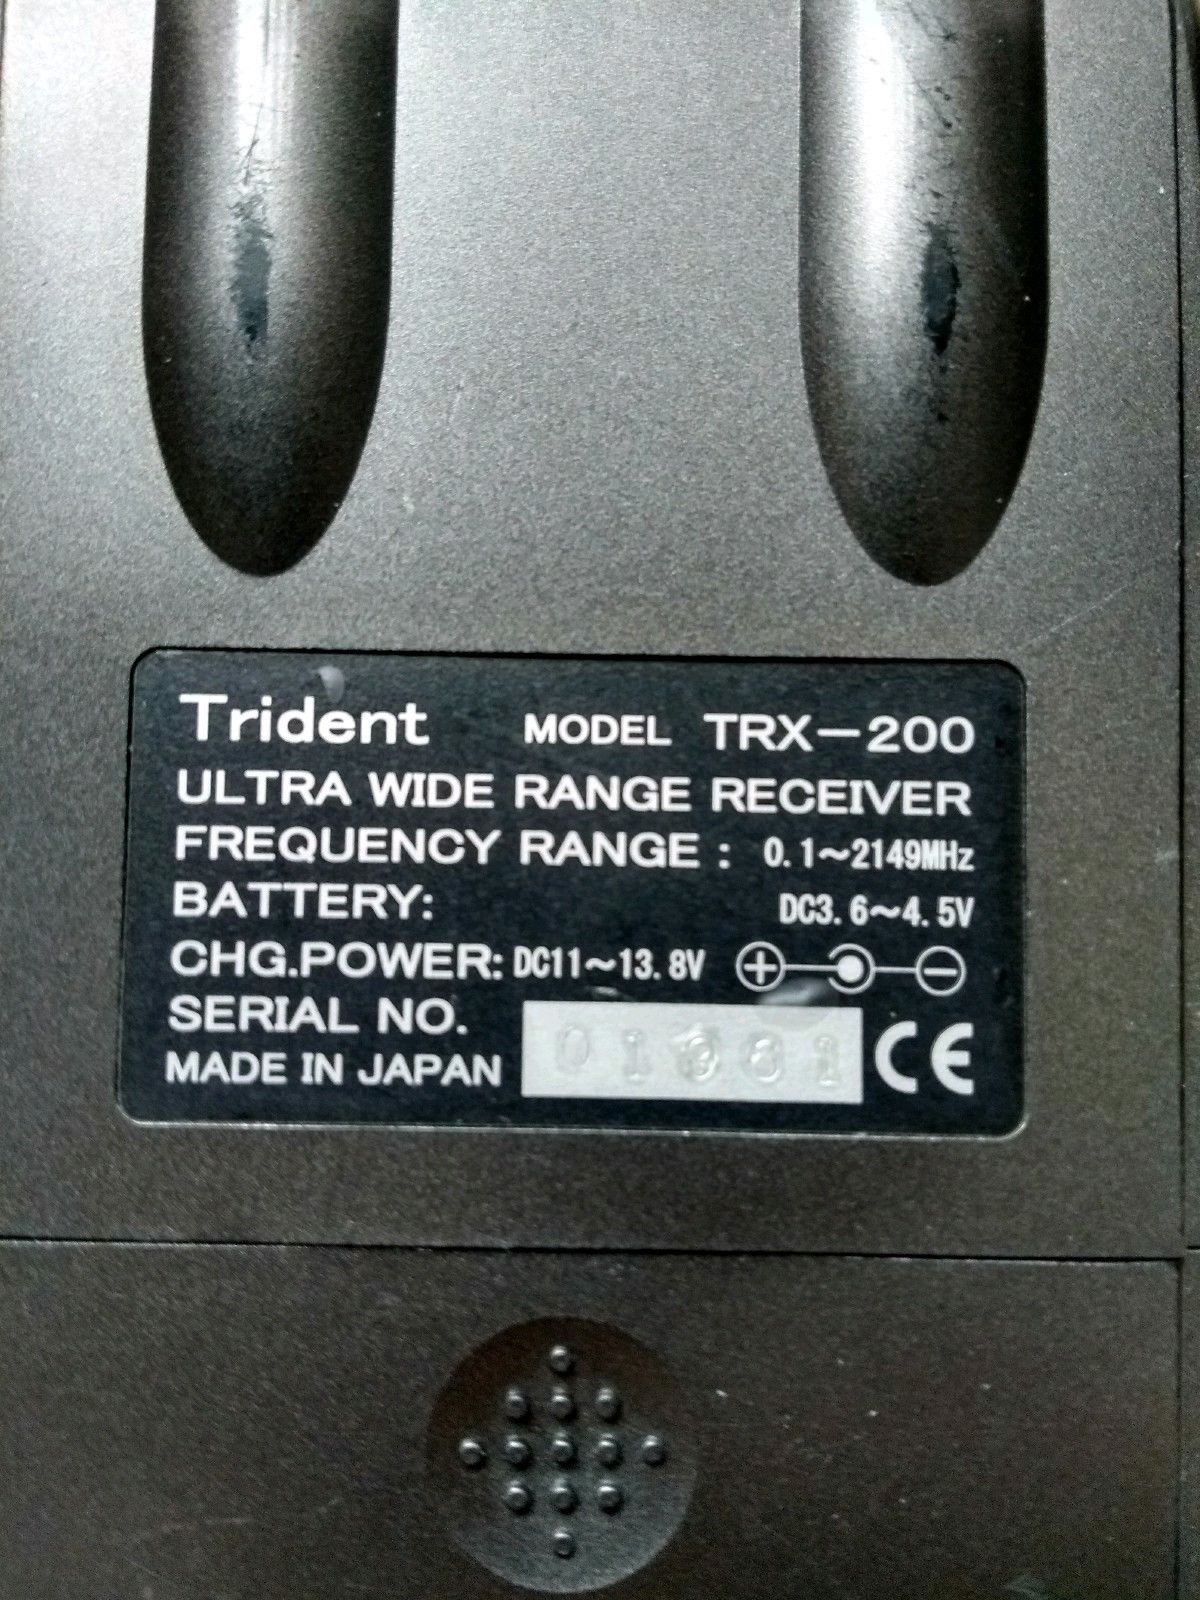 Trident MODEL TRX-200
ULTRA WIDE RANGE RECEIVER
FREQUENCY RANGE : 0.1~2149MHz
BATTERY: DC3.6~4.5V
CHG.POWER: DC11~13.8V
SERIAL NO.
MADE IN JAPAN CE